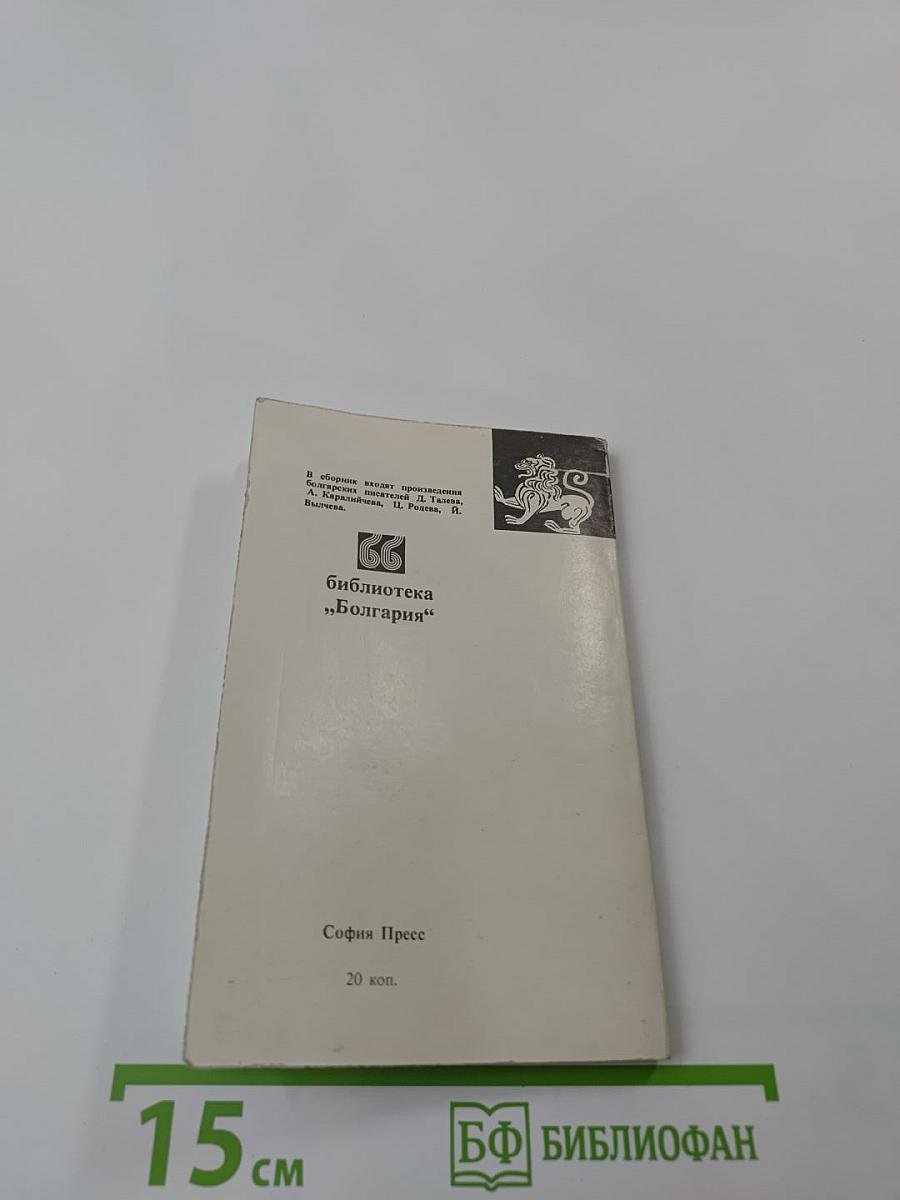 В сборник входят произведения
болгарских писателей Д. Талева,
А. Каралийчева, Ц. Родева, Й.
Вылчева.
библиотека
„Болгария“
София Пресс
20 коп.
15 см
БФ БИБЛИОФАН